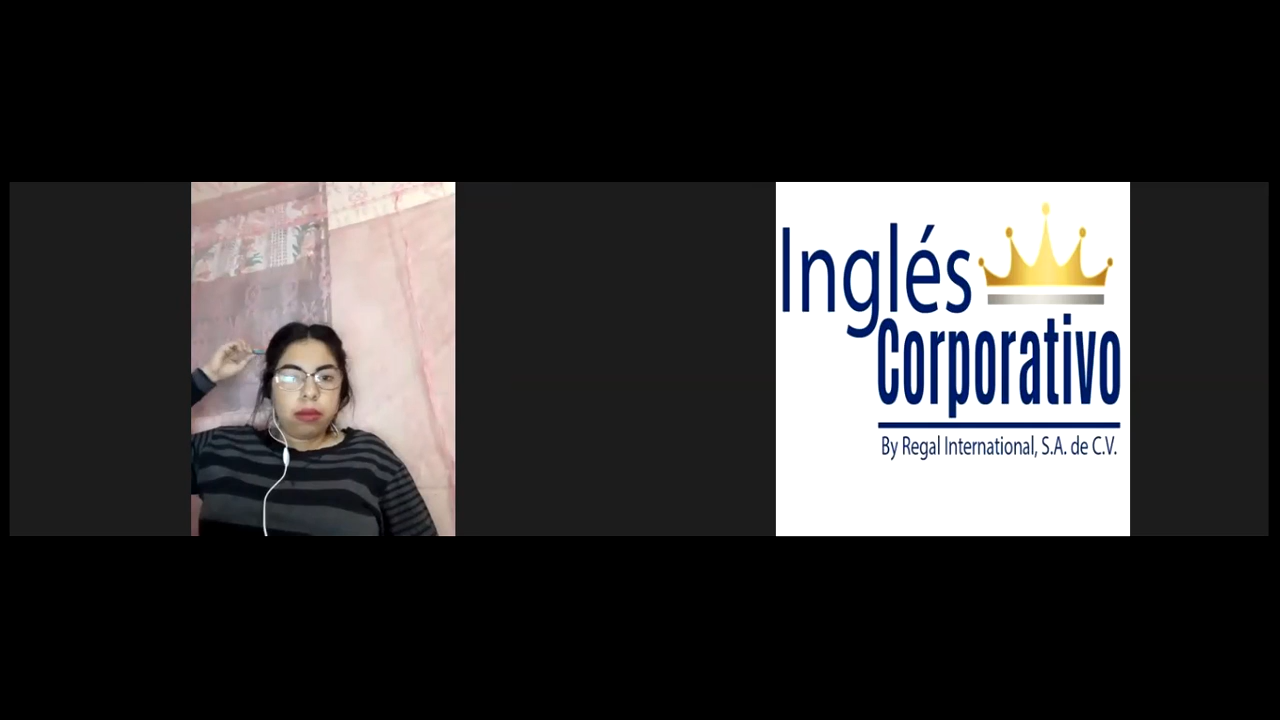 Inglés
Corporativo
By Regal International, S.A. de C.V.